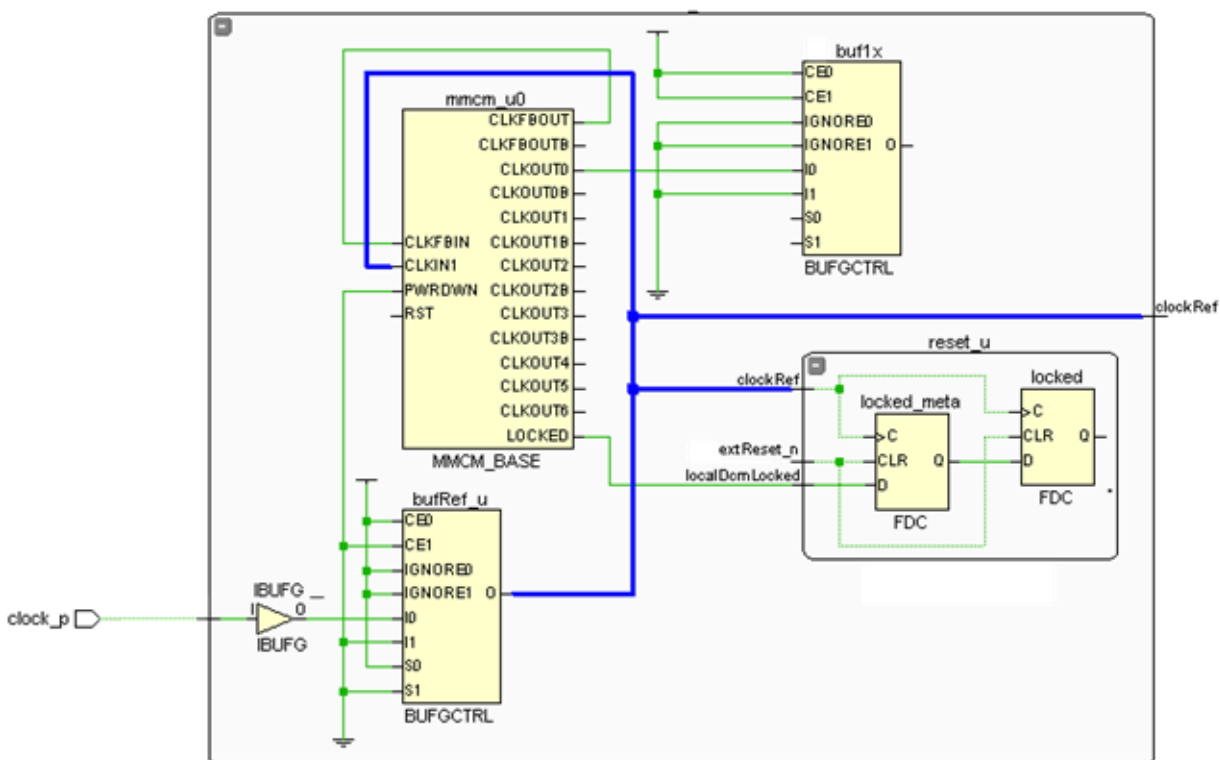 buf1x
CE0
CE1
IGNORE0
IGNORE1 O
I0
I1
S0
S1
BUFGCTRL
mmcm_u0
CLKFBOUT
CLKFBOUTB
CLKOUT0
CLKOUT0B
CLKOUT1
CLKFBIN CLKOUT1B
CLKIN1 CLKOUT2
PWRDWN CLKOUT2B
RST CLKOUT3
CLKOUT3B
CLKOUT4
CLKOUT5
CLKOUT6
LOCKED
MMCM_BASE
clockRef
reset_u
clockRef
extReset_n
localDomLocked
locked_meta
C
CLR Q
D
FDC
locked
C
CLR Q
D
FDC
bufRef_u
CE0
CE1
IGNORE0
IGNORE1 O
I0
I1
S0
S1
BUFGCTRL
clock_p
IBUFG _
I O
IBUFG